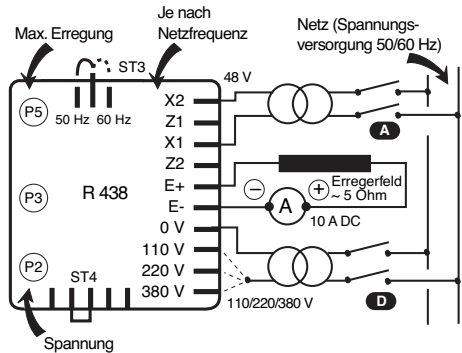 Max. Erregung
Je nach
Netzfrequenz
Netz (Spannungs-
versorgung 50/60 Hz)
ST3
48 V
P5
50 Hz 60 Hz
X2
Z1
X1
Z2
E+
E-
0 V
110 V
220 V
380 V
A
P3
R 438
Erregerfeld
~ 5 Ohm
A
10 A DC
P2
ST4
110/220/380 V
D
Spannung